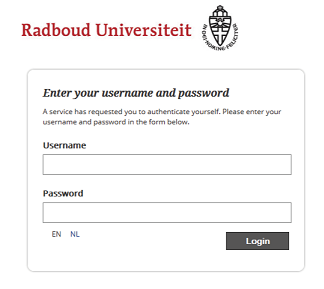 Radboud Universiteit
IN DEI NOMINE FELICITER
Enter your username and password
A service has requested you to authenticate yourself. Please enter your
username and password in the form below.
Username
Password
EN NL
Login